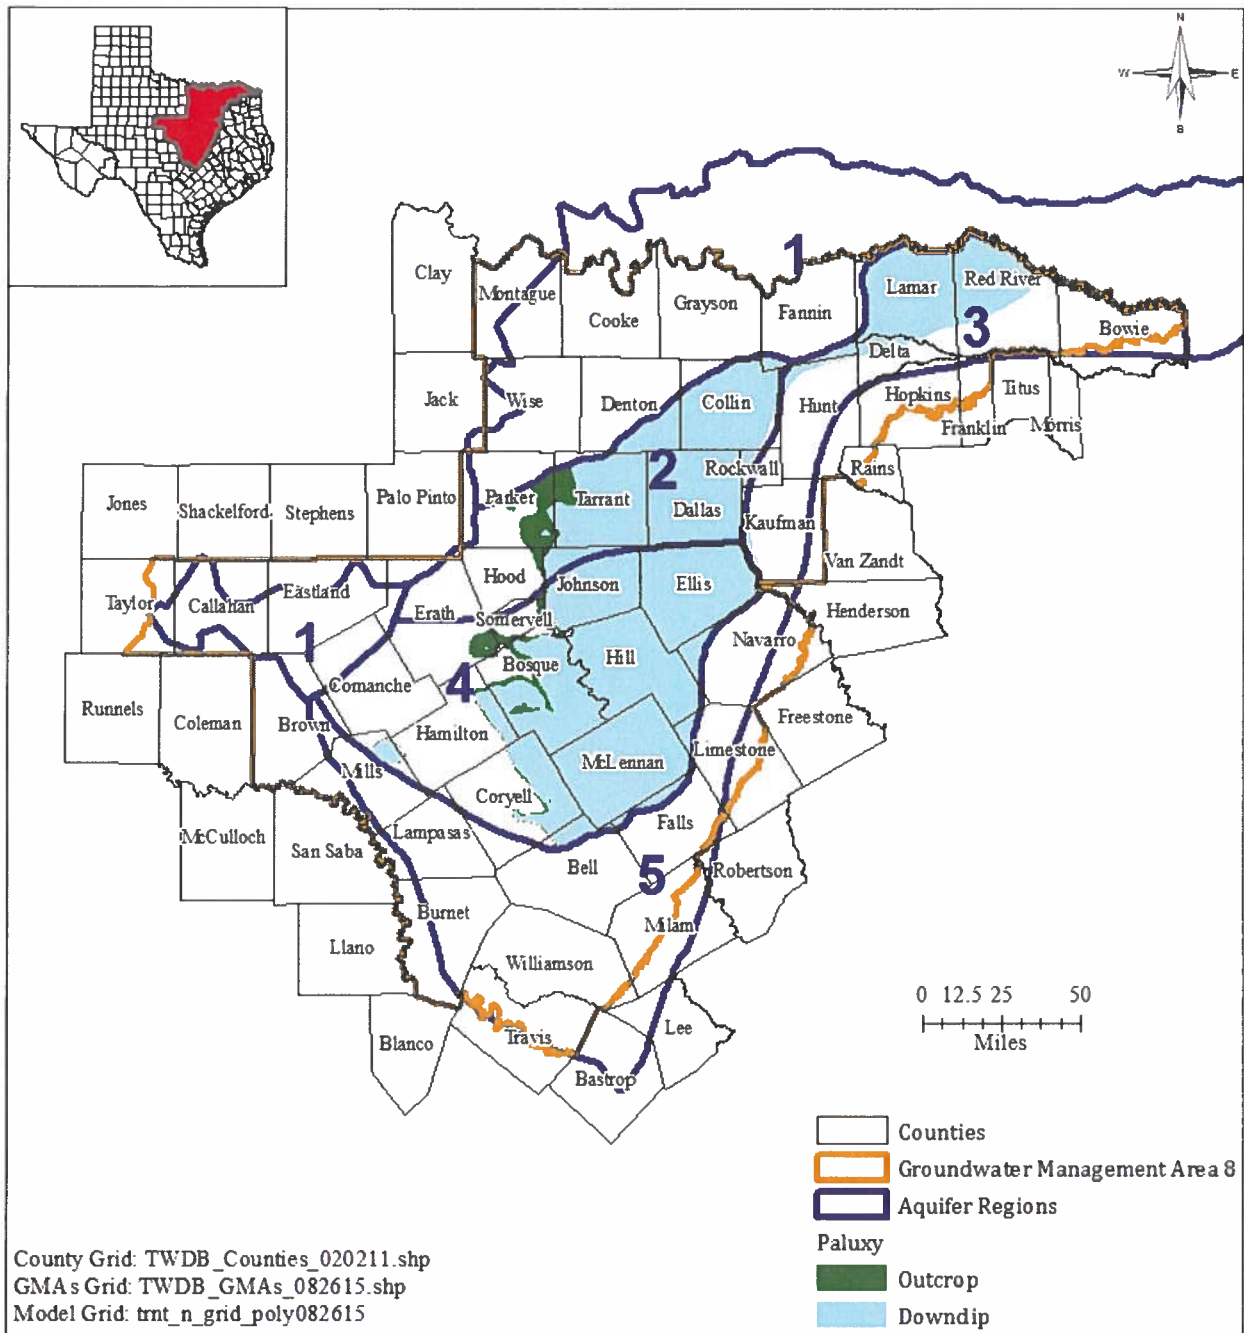 N
W E
S
1
Clay
Montague
Cooke
Grayson
Fannin
Lamar
Red River
3
Bowie
Delta
Jack
Wise
Denton
Collin
Hunt
Hopkins
Titus
Franklin
Morris
2
Rockwall
Rains
Jones
Shackelford
Stephens
Palo Pinto
Parker
Tarrant
Dallas
Kaufman
Van Zandt
Taylor
Callahan
Eastland
Erath
Hood
Johnson
Ellis
Somervell
Henderson
1
Navarro
Bosque
Hill
4
Comanche
Runnels
Coleman
Brown
Hamilton
Freestone
Mills
McLennan
Limestone
Coryell
McCulloch
San Saba
Lampasas
Falls
Bell
5
Robertson
Burnet
Milam
Llano
Williamson
Blanco
Travis
Lee
Bastrop
0 12.5 25 50
Miles
Counties
Groundwater Management Area 8
Aquifer Regions
Paluxy
Outcrop
Downdip
County Grid: TWDB_Counties_020211.shp
GMAs Grid: TWDB_GMAs_082615.shp
Model Grid: trnt_n_grid_poly082615